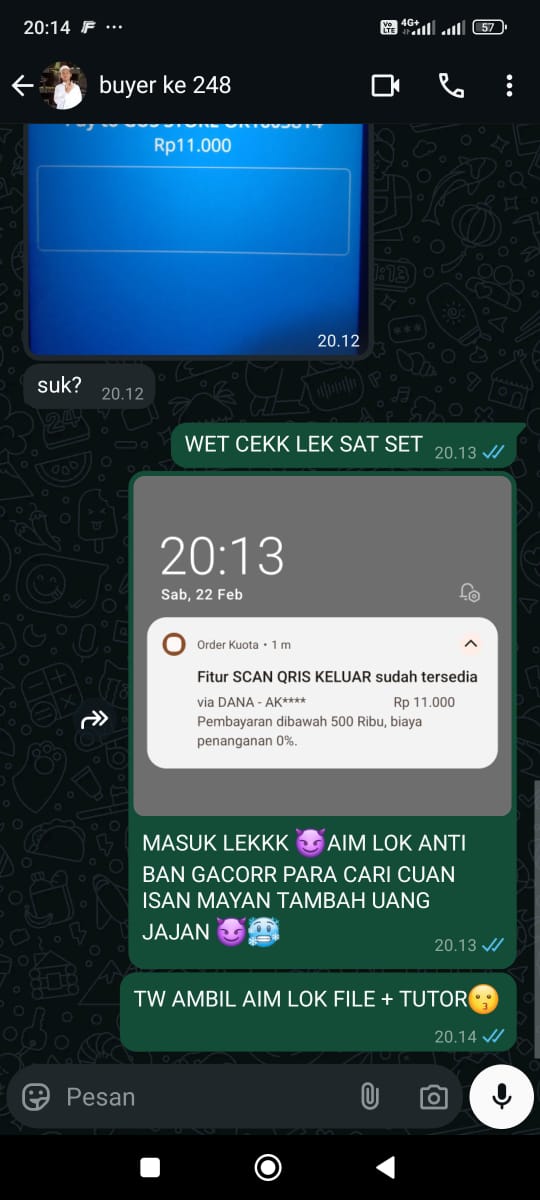 20:14
4G+
Vo LTE
57
buyer ke 248
Rp11.000
20.12
suk? 20.12
WET CEKK LEK SAT SET 20.13
20:13
Sab, 22 Feb
Order Kuota • 1 m
Fitur SCAN QRIS KELUAR sudah tersedia
via DANA - AK**** Rp 11.000
Pembayaran dibawah 500 Ribu, biaya
penanganan 0%.
MASUK LEKKK 😈AIM LOK ANTI
BAN GACORR PARA CARI CUAN
ISAN MAYAN TAMBAH UANG
JAJAN 😈🥶
20.13
TW AMBIL AIM LOK FILE + TUTOR😗
20.14
Pesan